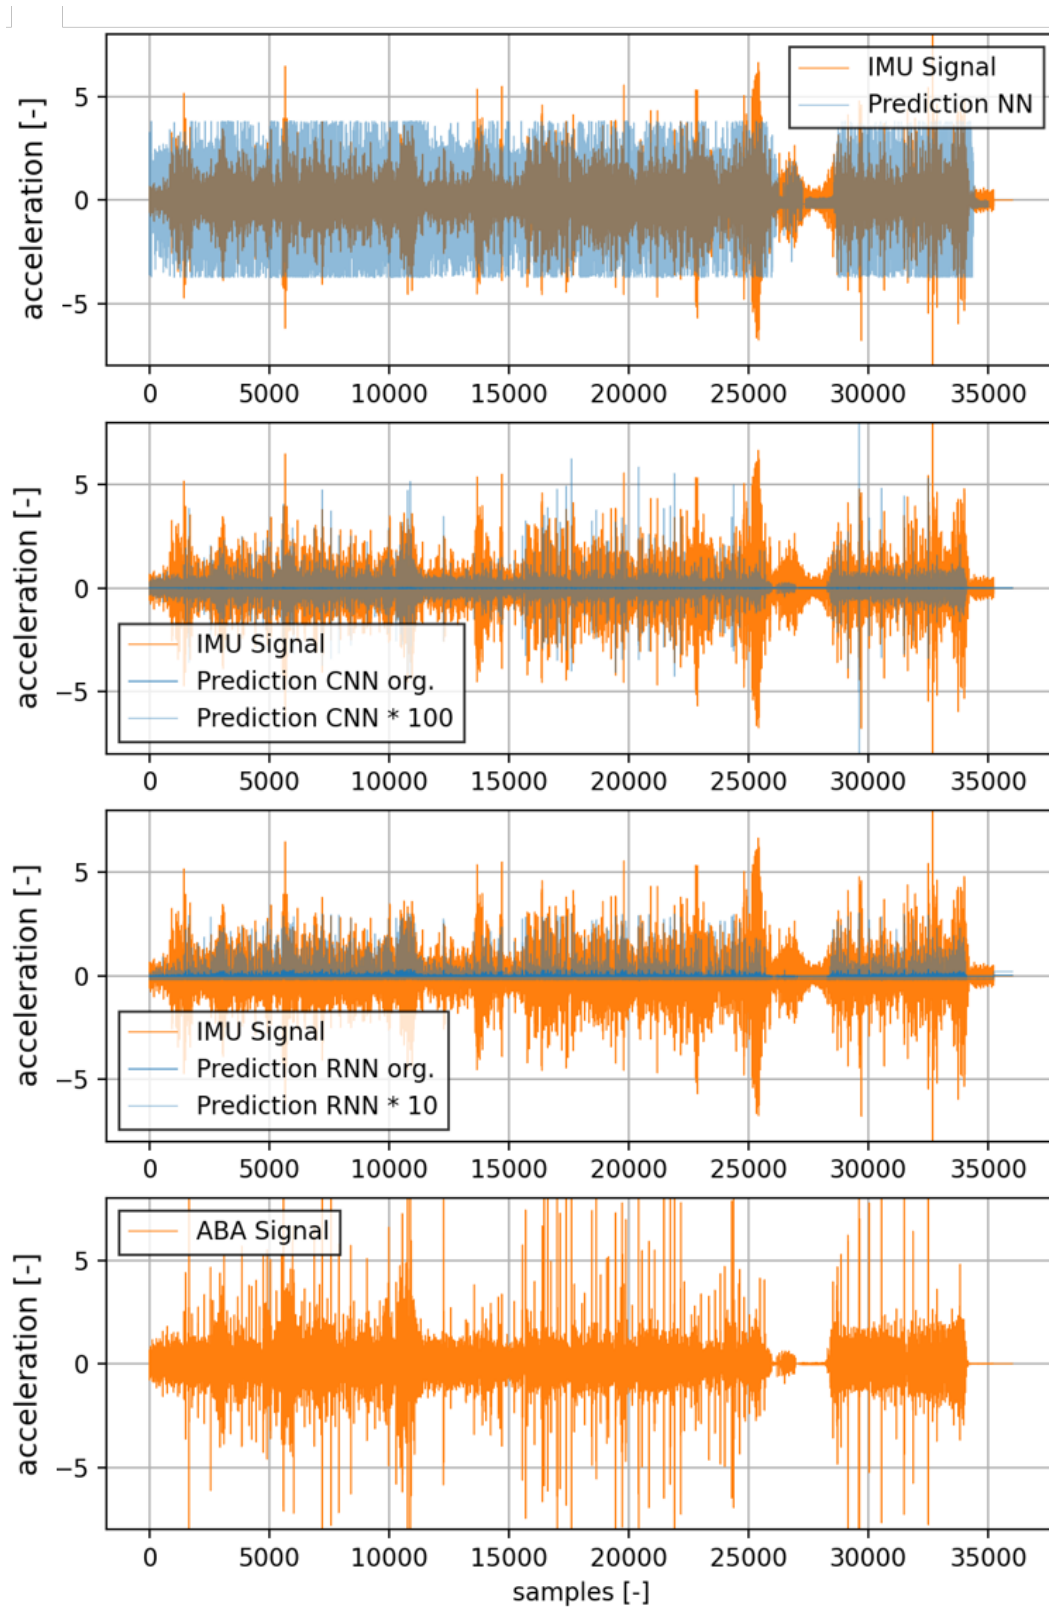 IMU Signal
Prediction NN
acceleration [-]
5
0
−5
0 5000 10000 15000 20000 25000 30000 35000
acceleration [-]
5
0
−5
IMU Signal
Prediction CNN org.
Prediction CNN * 100
0 5000 10000 15000 20000 25000 30000 35000
acceleration [-]
5
0
−5
IMU Signal
Prediction RNN org.
Prediction RNN * 10
0 5000 10000 15000 20000 25000 30000 35000
ABA Signal
acceleration [-]
5
0
−5
0 5000 10000 15000 20000 25000 30000 35000
samples [-]